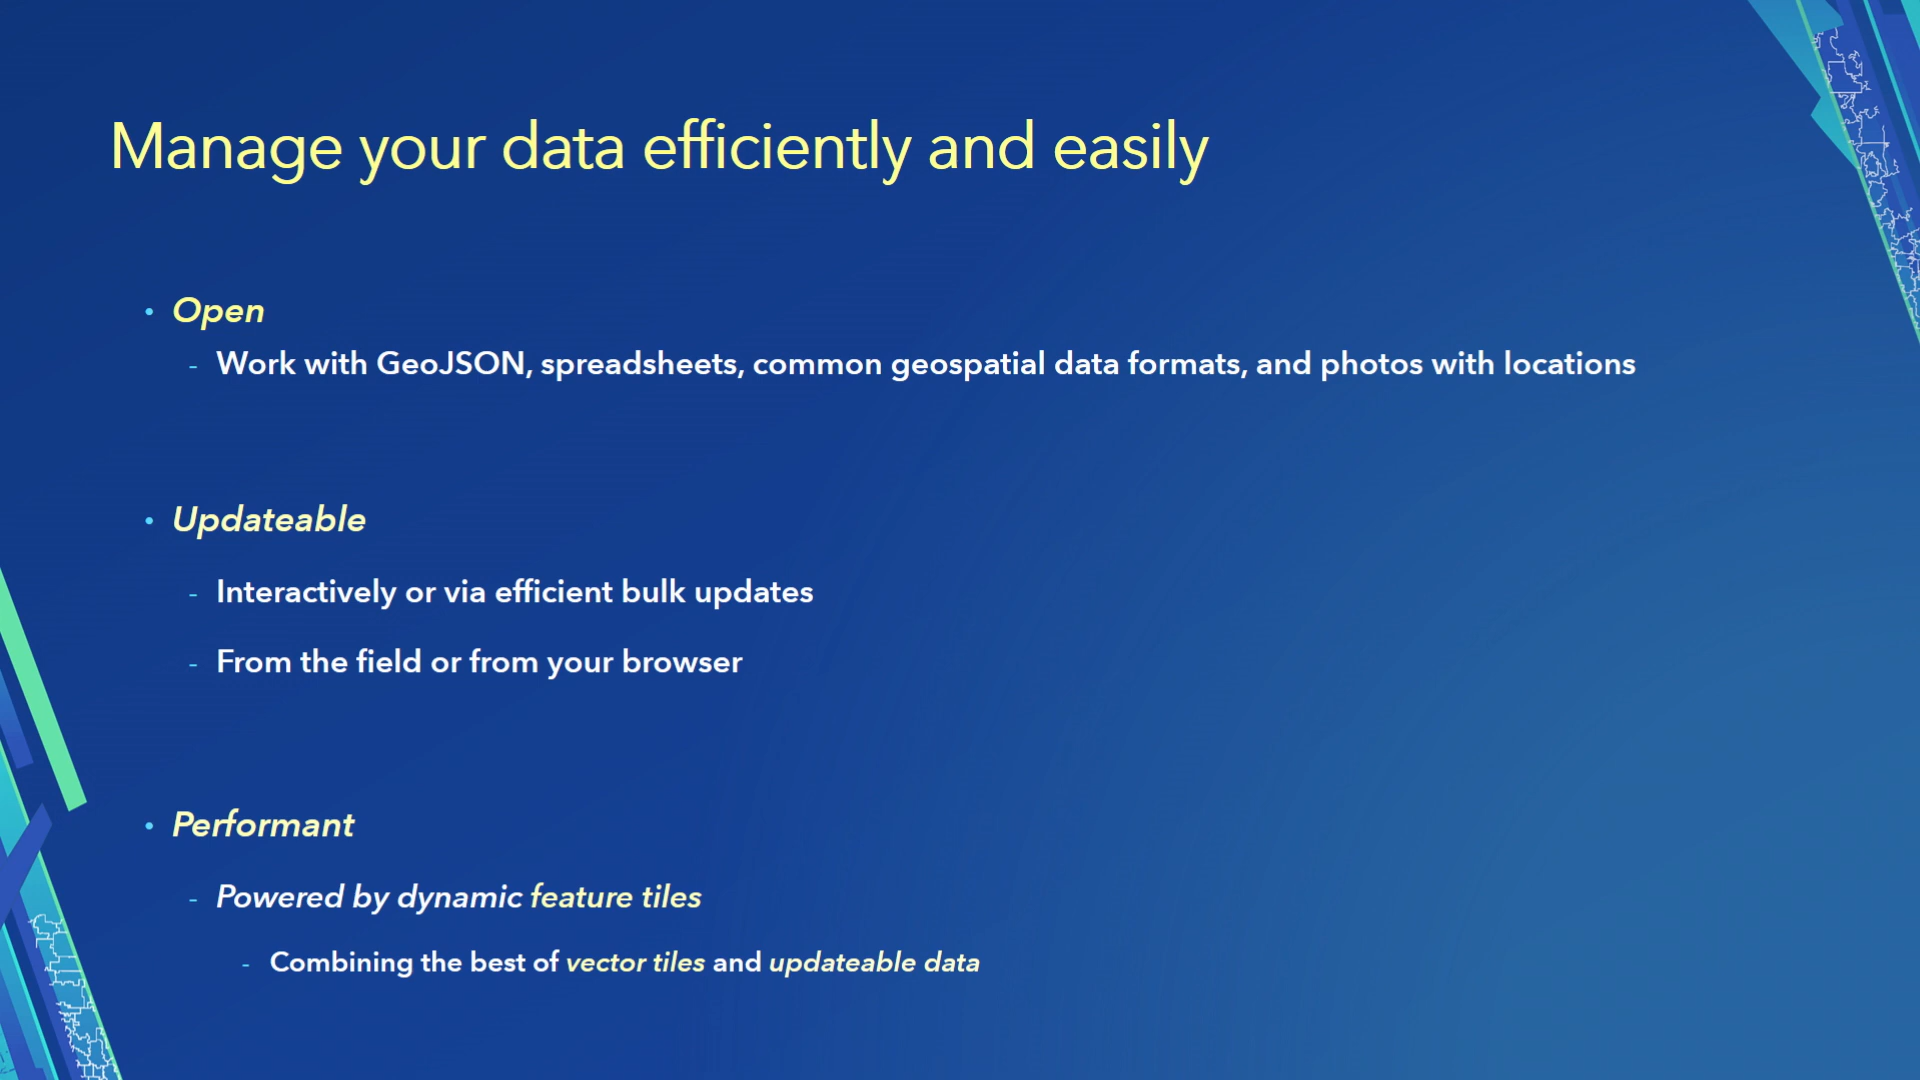 Manage your data efficiently and easily
• Open
- Work with GeoJSON, spreadsheets, common geospatial data formats, and photos with locations
• Updateable
- Interactively or via efficient bulk updates
- From the field or from your browser
• Performant
- Powered by dynamic feature tiles
- Combining the best of vector tiles and updateable data